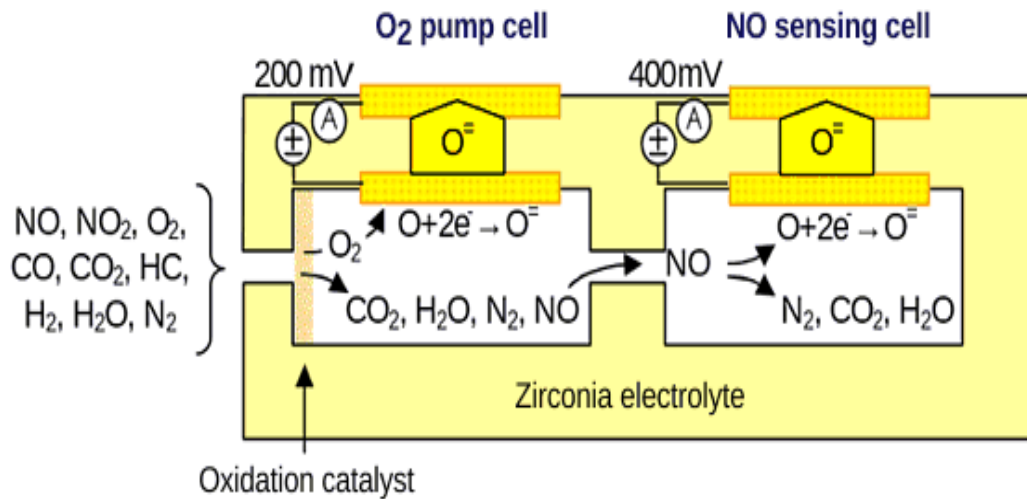 O₂ pump cell
NO sensing cell
200 mV
400mV
A
±
O⁼
A
±
O⁼
NO, NO₂, O₂,
CO, CO₂, HC,
H₂, H₂O, N₂
O₂
O+2e⁻→O⁼
CO₂, H₂O, N₂, NO
NO
O+2e⁻→O⁼
N₂, CO₂, H₂O
Zirconia electrolyte
Oxidation catalyst